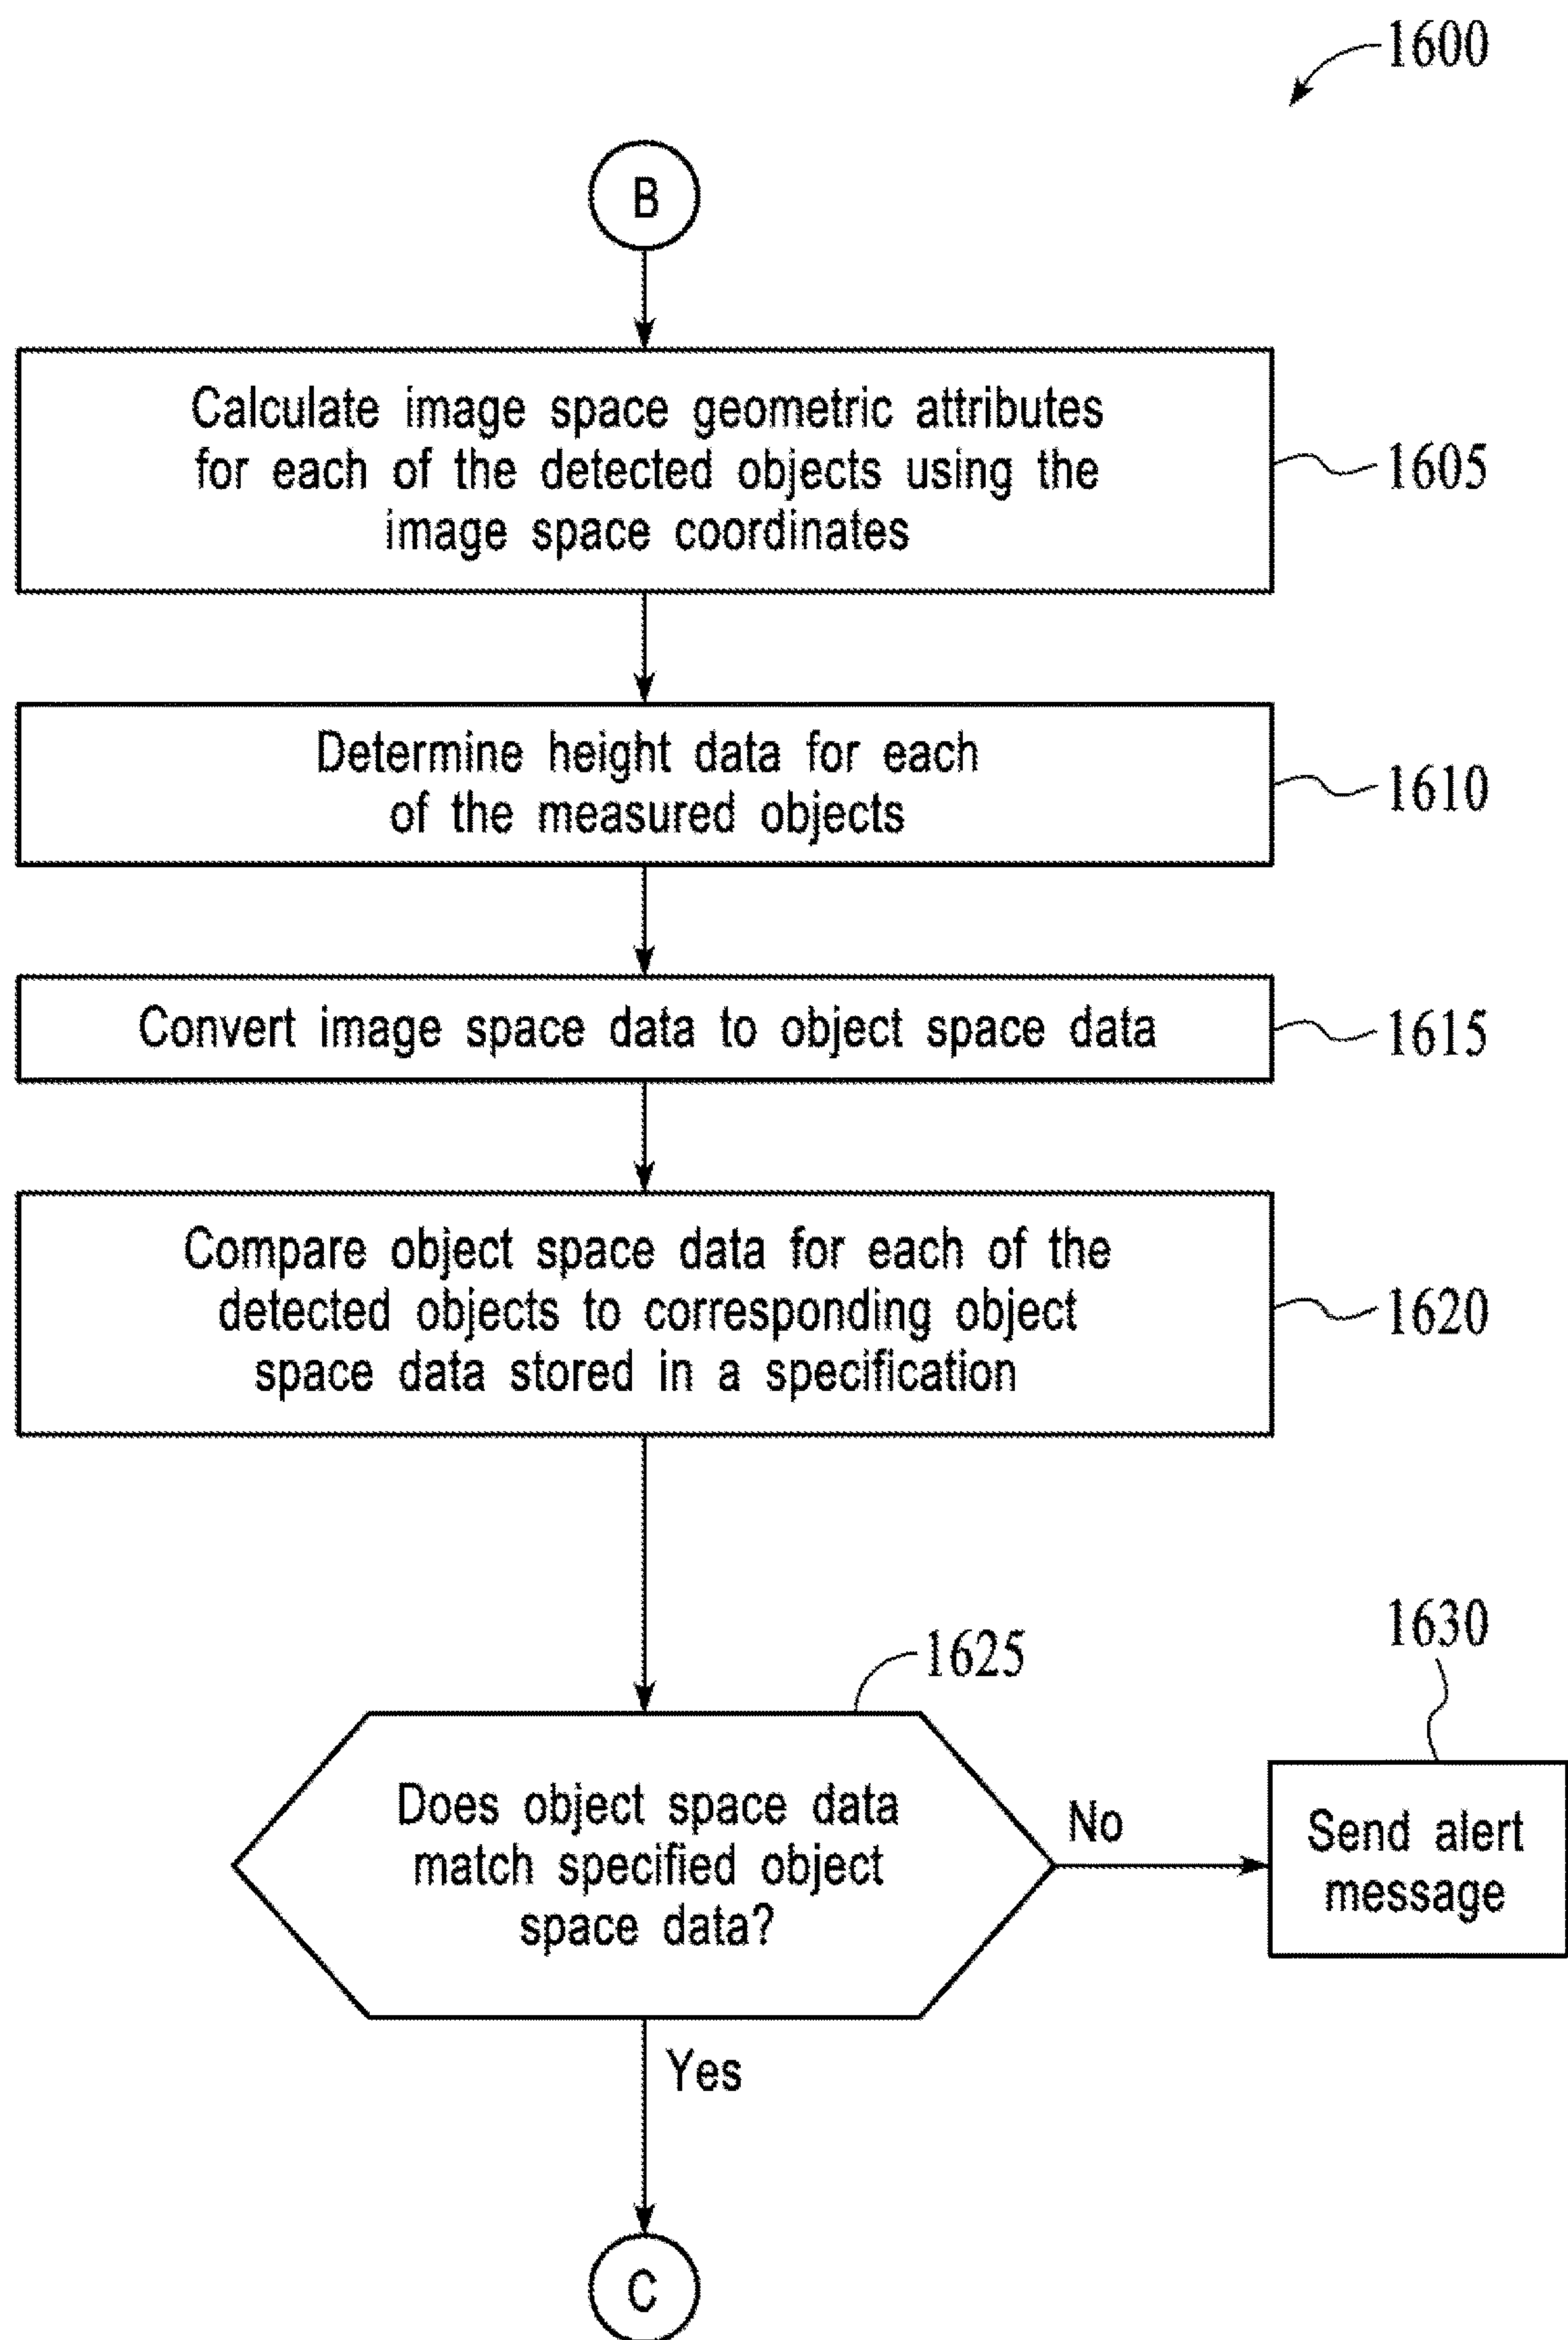 1600
B
Calculate image space geometric attributes
for each of the detected objects using the
image space coordinates
1605
Determine height data for each
of the measured objects
1610
Convert image space data to object space data
1615
Compare object space data for each of the
detected objects to corresponding object
space data stored in a specification
1620
1625
1630
Does object space data
match specified object
space data?
No
Send alert
message
Yes
C